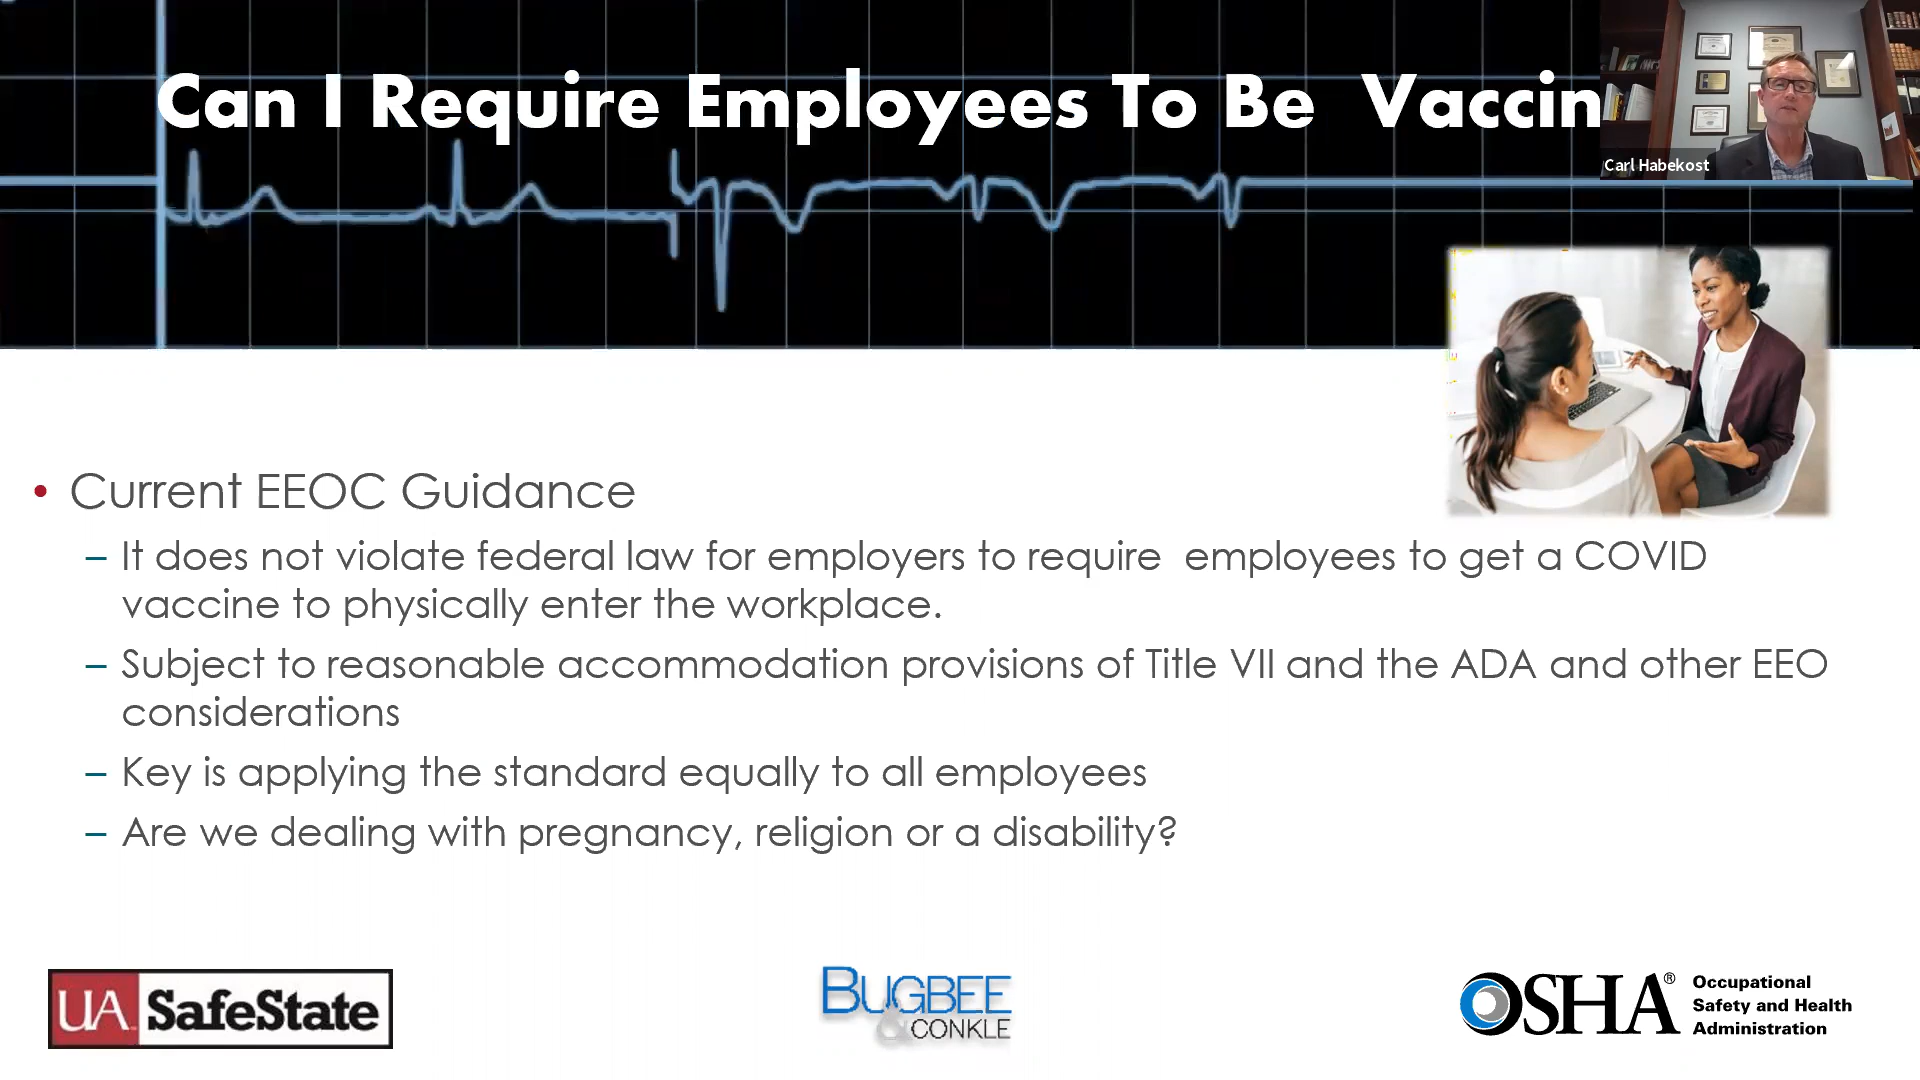 Can I Require Employees To Be Vaccin
Carl Habekost
• Current EEOC Guidance
– It does not violate federal law for employers to require employees to get a COVID
vaccine to physically enter the workplace.
– Subject to reasonable accommodation provisions of Title VII and the ADA and other EEO
considerations
– Key is applying the standard equally to all employees
– Are we dealing with pregnancy, religion or a disability?
UA SafeState
BUGBEE
& CONKLE
OSHA®
Occupational
Safety and Health
Administration